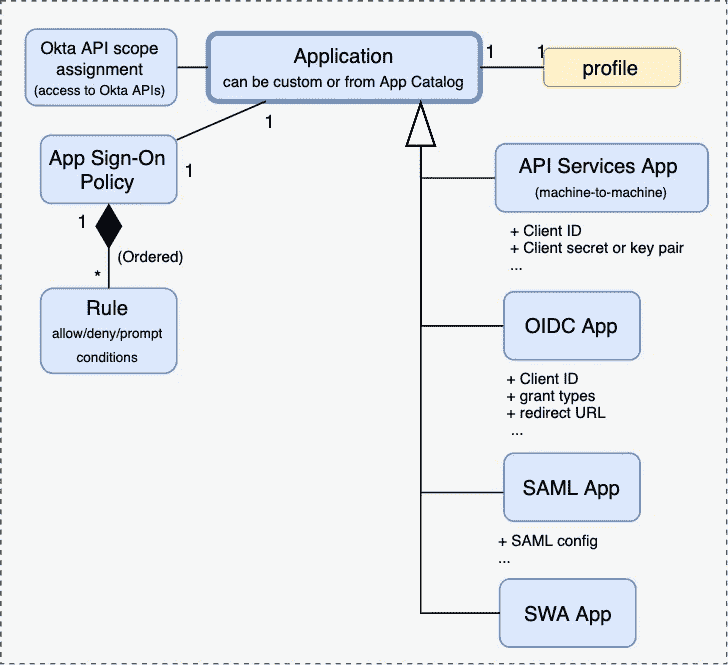 Okta API scope
assignment
(access to Okta APIs)
Application
can be custom or from App Catalog
1
1
profile
1
App Sign-On
Policy
1
1
(Ordered)
*
Rule
allow/deny/prompt
conditions
API Services App
(machine-to-machine)
+ Client ID
+ Client secret or key pair
...
OIDC App
+ Client ID
+ grant types
+ redirect URL
...
SAML App
+ SAML config
...
SWA App